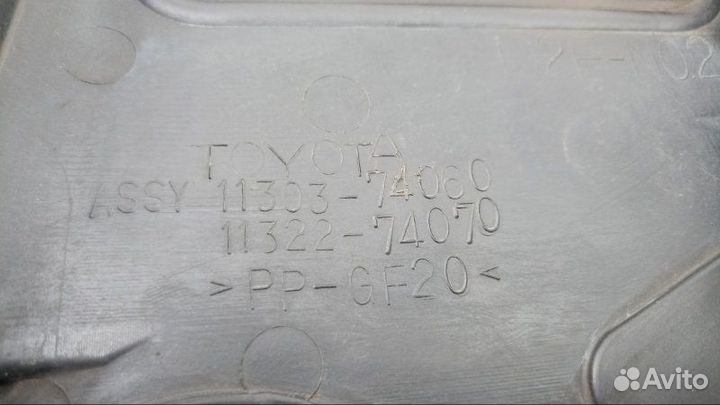 TOYOTA
ASSY 11303-74060
11322-74070
>PP-GF20<
Avito